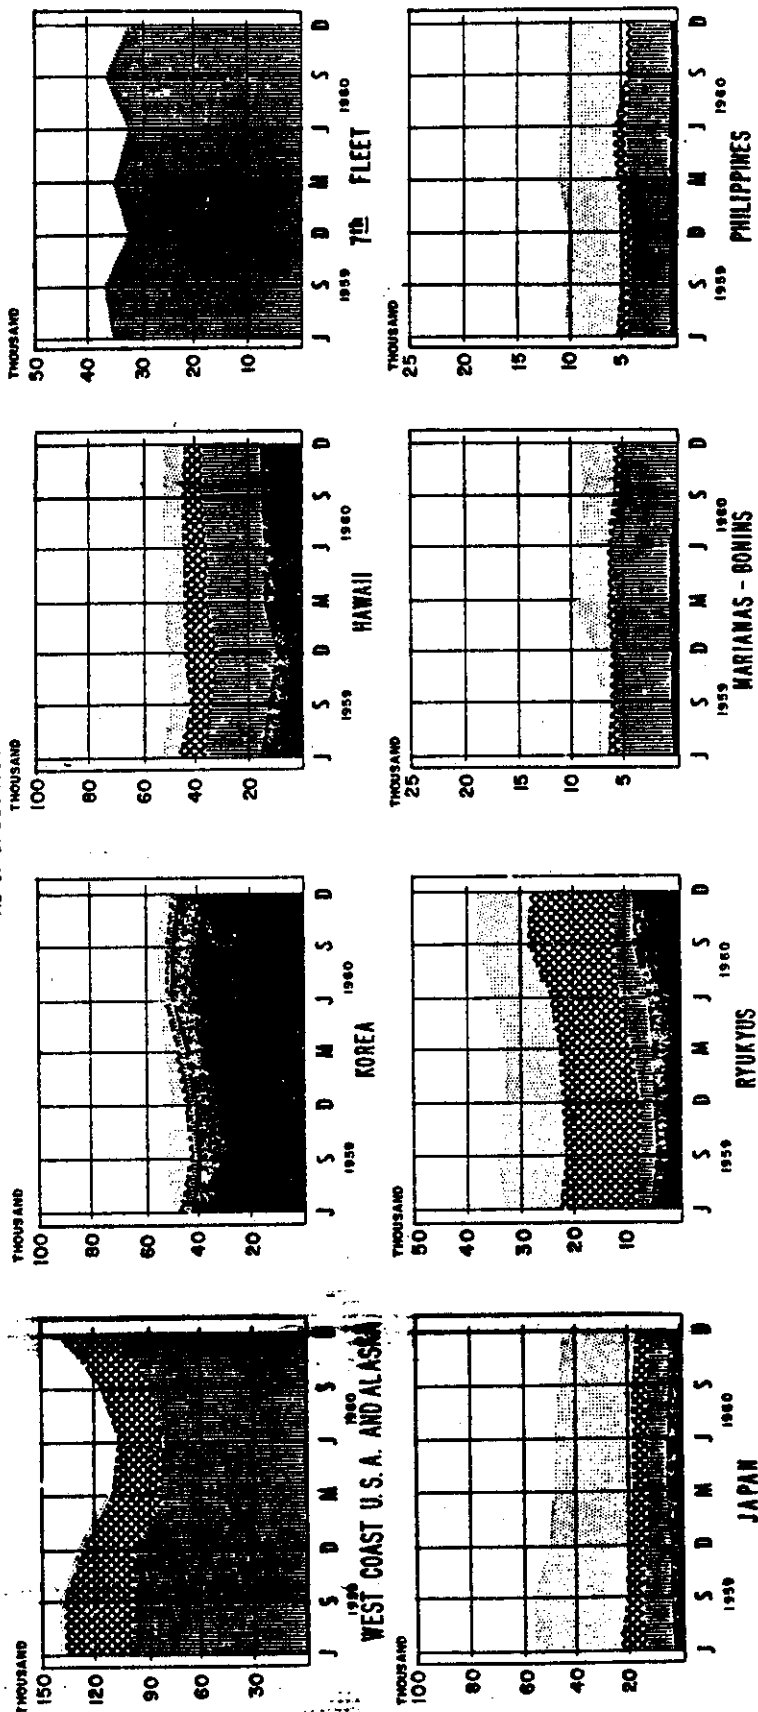 THOUSAND
150
120
90
60
30
J S D M J S D
1959 1960
WEST COAST U.S.A. AND ALASKA
THOUSAND
100
80
60
40
20
J S D M J S D
1959 1960
KOREA
THOUSAND
100
80
60
40
20
J S D M J S D
1959 1960
HAWAII
THOUSAND
50
40
30
20
10
J S D M J S D
1959 1960
7th FLEET
THOUSAND
100
80
60
40
20
J S D M J S D
1959 1960
JAPAN
THOUSAND
50
40
30
20
10
J S D M J S D
1959 1960
RYUKYUS
THOUSAND
25
20
15
10
5
J S D M J S D
1959 1960
MARIANAS - BONINS
THOUSAND
25
20
15
10
5
J S D M J S D
1959 1960
PHILIPPINES